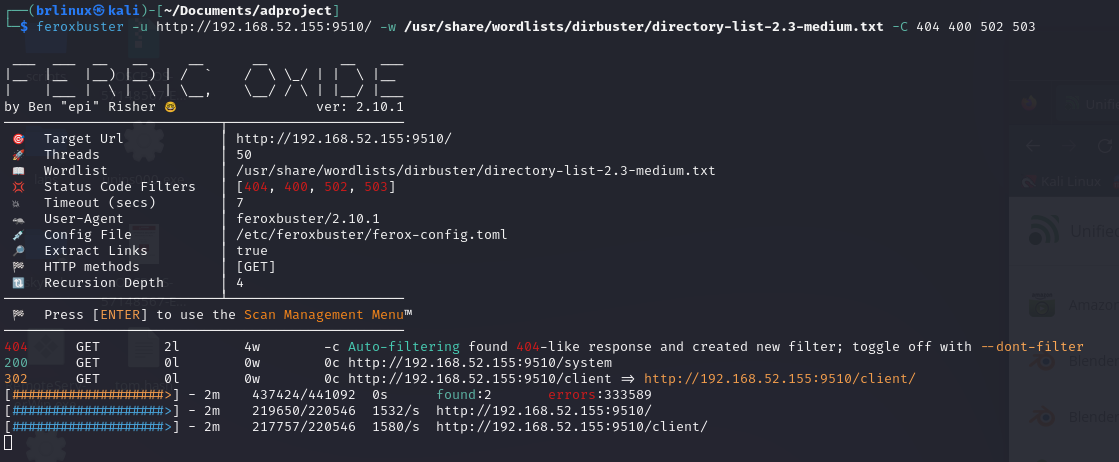 ┌──(brlinux㉿kali)-[~/Documents/adproject]
└─$ feroxbuster -u http://192.168.52.155:9510/ -w /usr/share/wordlists/dirbuster/directory-list-2.3-medium.txt -C 404 400 502 503
FERRIC OXIDE
by Ben "epi" Risher 🤓 ver: 2.10.1
🎯 Target Url │ http://192.168.52.155:9510/
🚀 Threads │ 50
📖 Wordlist │ /usr/share/wordlists/dirbuster/directory-list-2.3-medium.txt
💢 Status Code Filters │ [404, 400, 502, 503]
💥 Timeout (secs) │ 7
🦡 User-Agent │ feroxbuster/2.10.1
💉 Config File │ /etc/feroxbuster/ferox-config.toml
🔎 Extract Links │ true
🏁 HTTP methods │ [GET]
🔃 Recursion Depth │ 4
🏁 Press [ENTER] to use the Scan Management Menu™
404 GET 2l 4w -c Auto-filtering found 404-like response and created new filter; toggle off with --dont-filter
200 GET 0l 0w 0c http://192.168.52.155:9510/system
302 GET 0l 0w 0c http://192.168.52.155:9510/client => http://192.168.52.155:9510/client/
[###################>] - 2m 437424/441092 0s found:2 errors:333589
[###################>] - 2m 219650/220546 1532/s http://192.168.52.155:9510/
[###################>] - 2m 217757/220546 1580/s http://192.168.52.155:9510/client/
Unifi
Kali Linux
Unified
Amazon
Blende
Blende